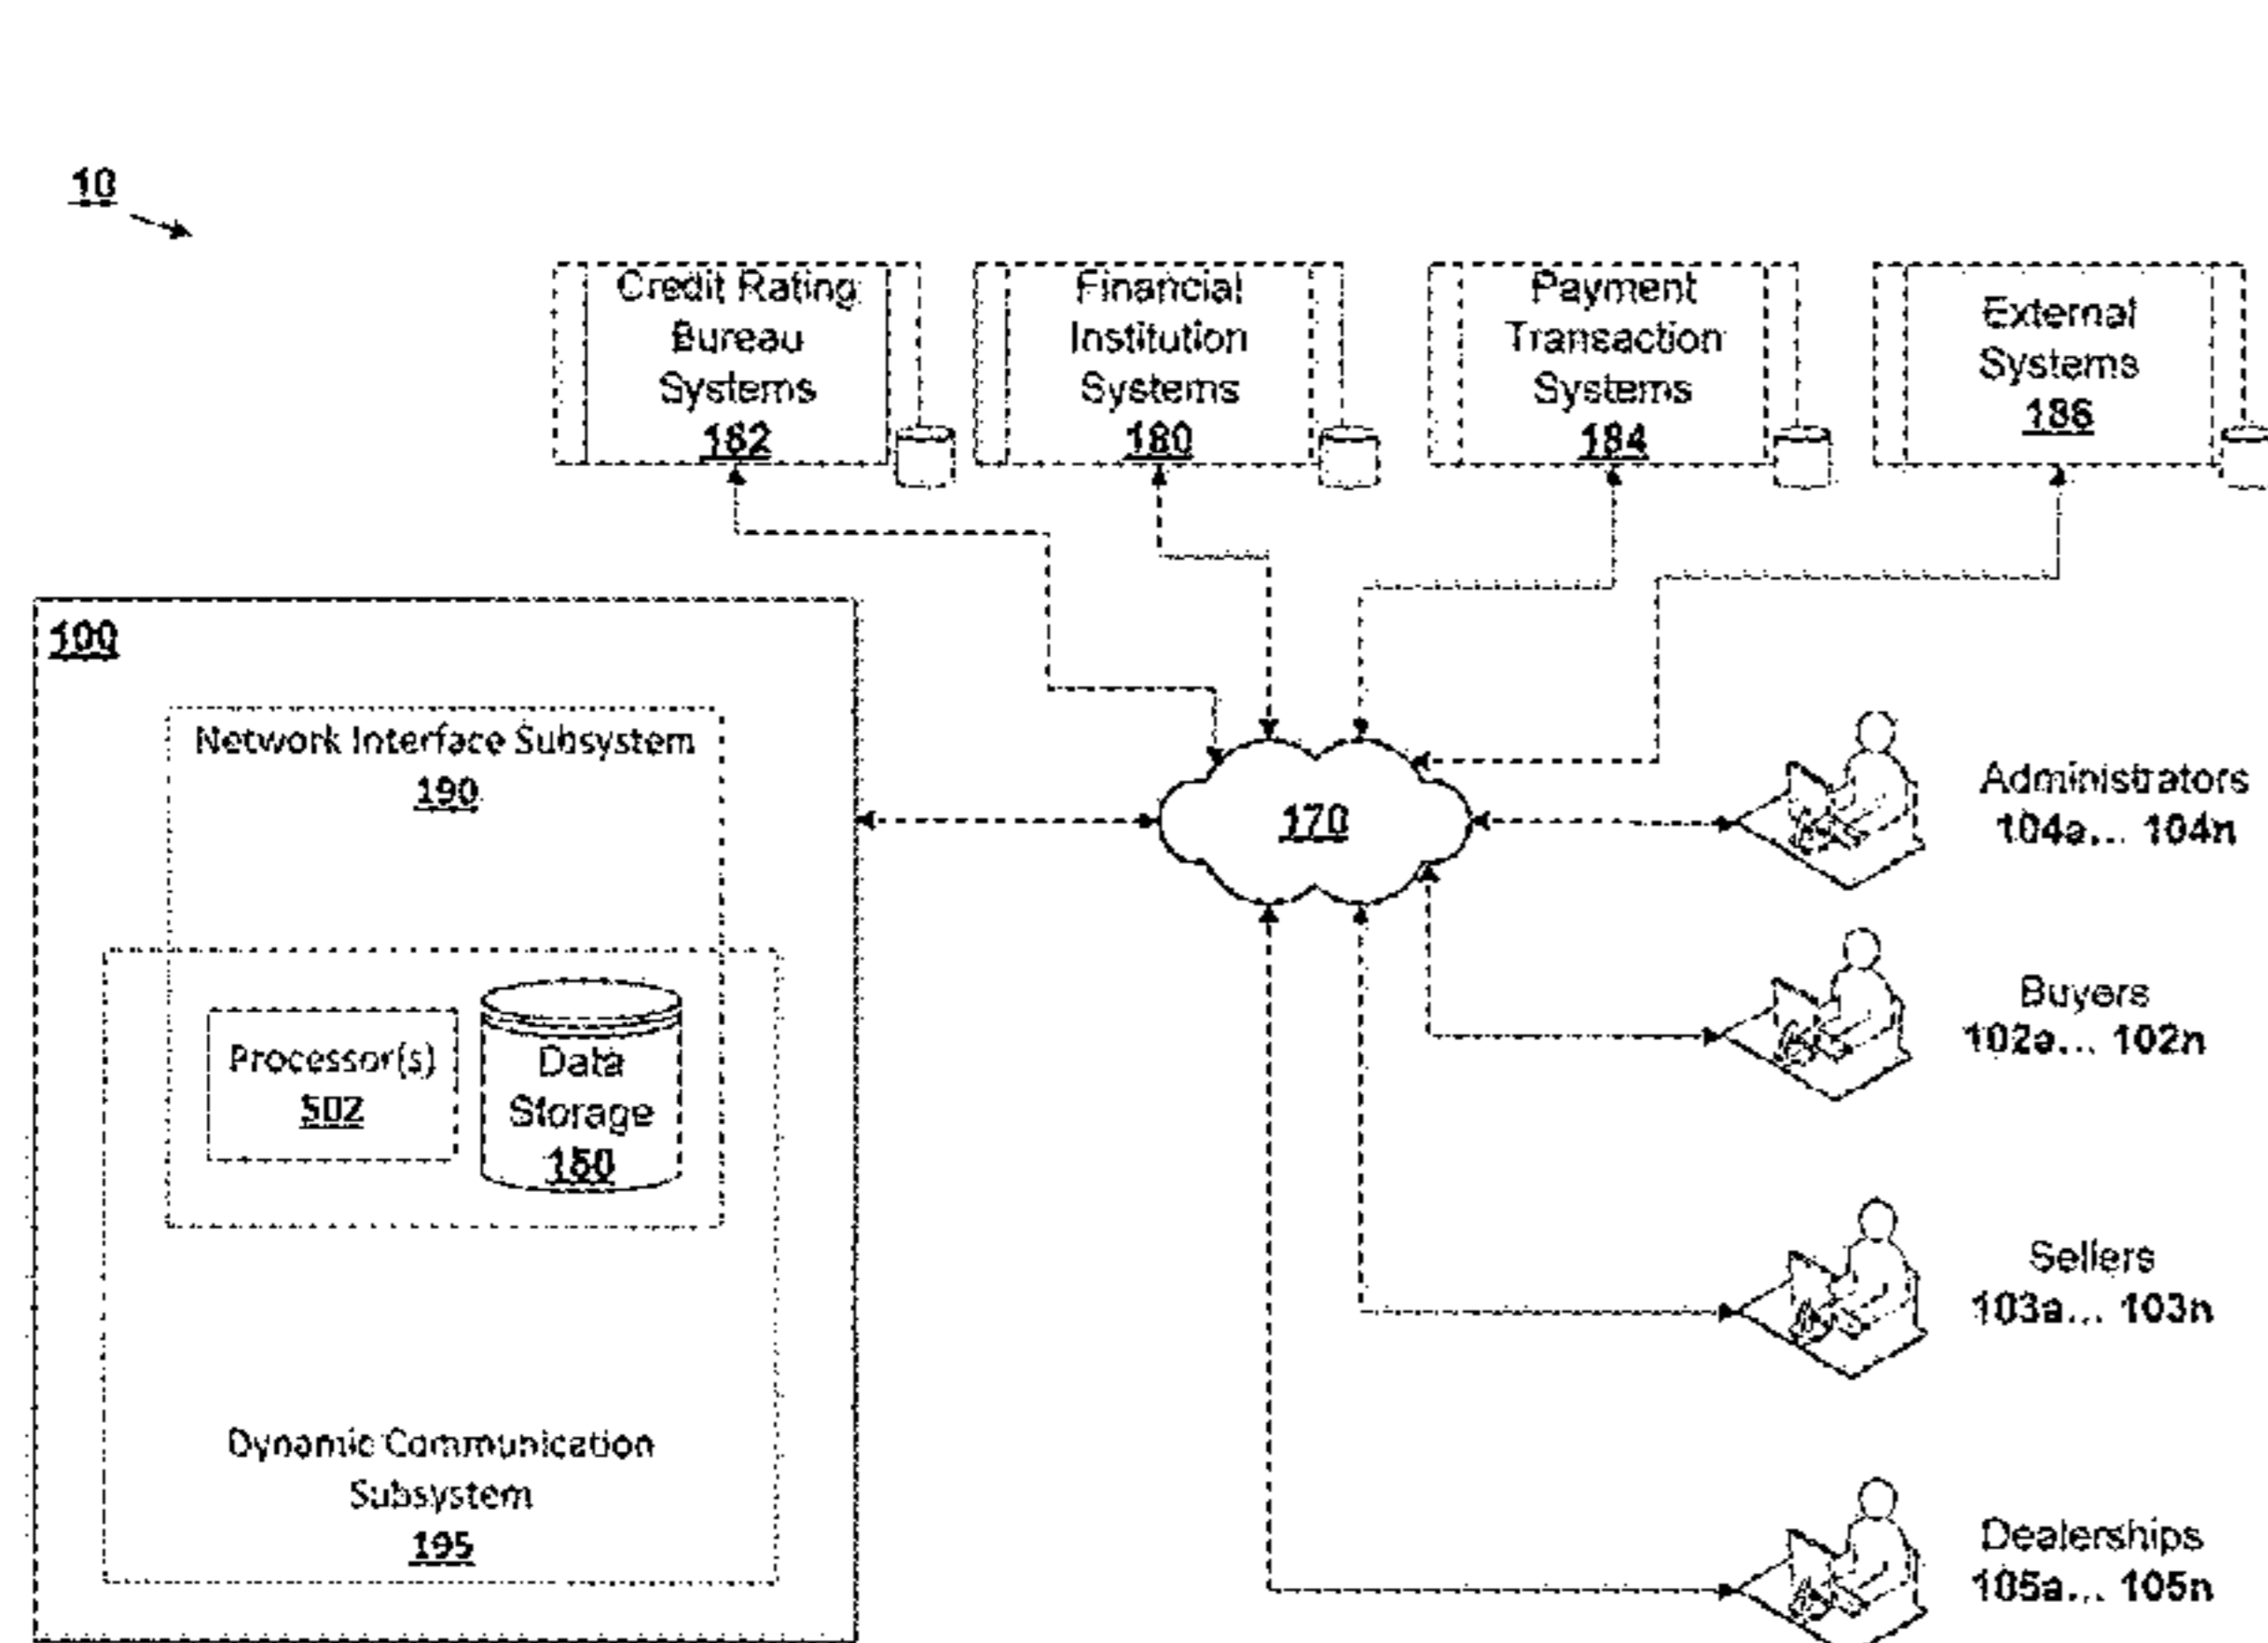 10
Credit Rating
Bureau
Systems
182
Financial
Institution
Systems
180
Payment
Transaction
Systems
184
External
Systems
186
100
Network Interface Subsystem
190
170
Administrators
104a... 104n
Buyers
102a... 102n
Processor(s)
502
Data
Storage
150
Sellers
103a... 103n
Dynamic Communication
Subsystem
195
Dealerships
105a... 105n